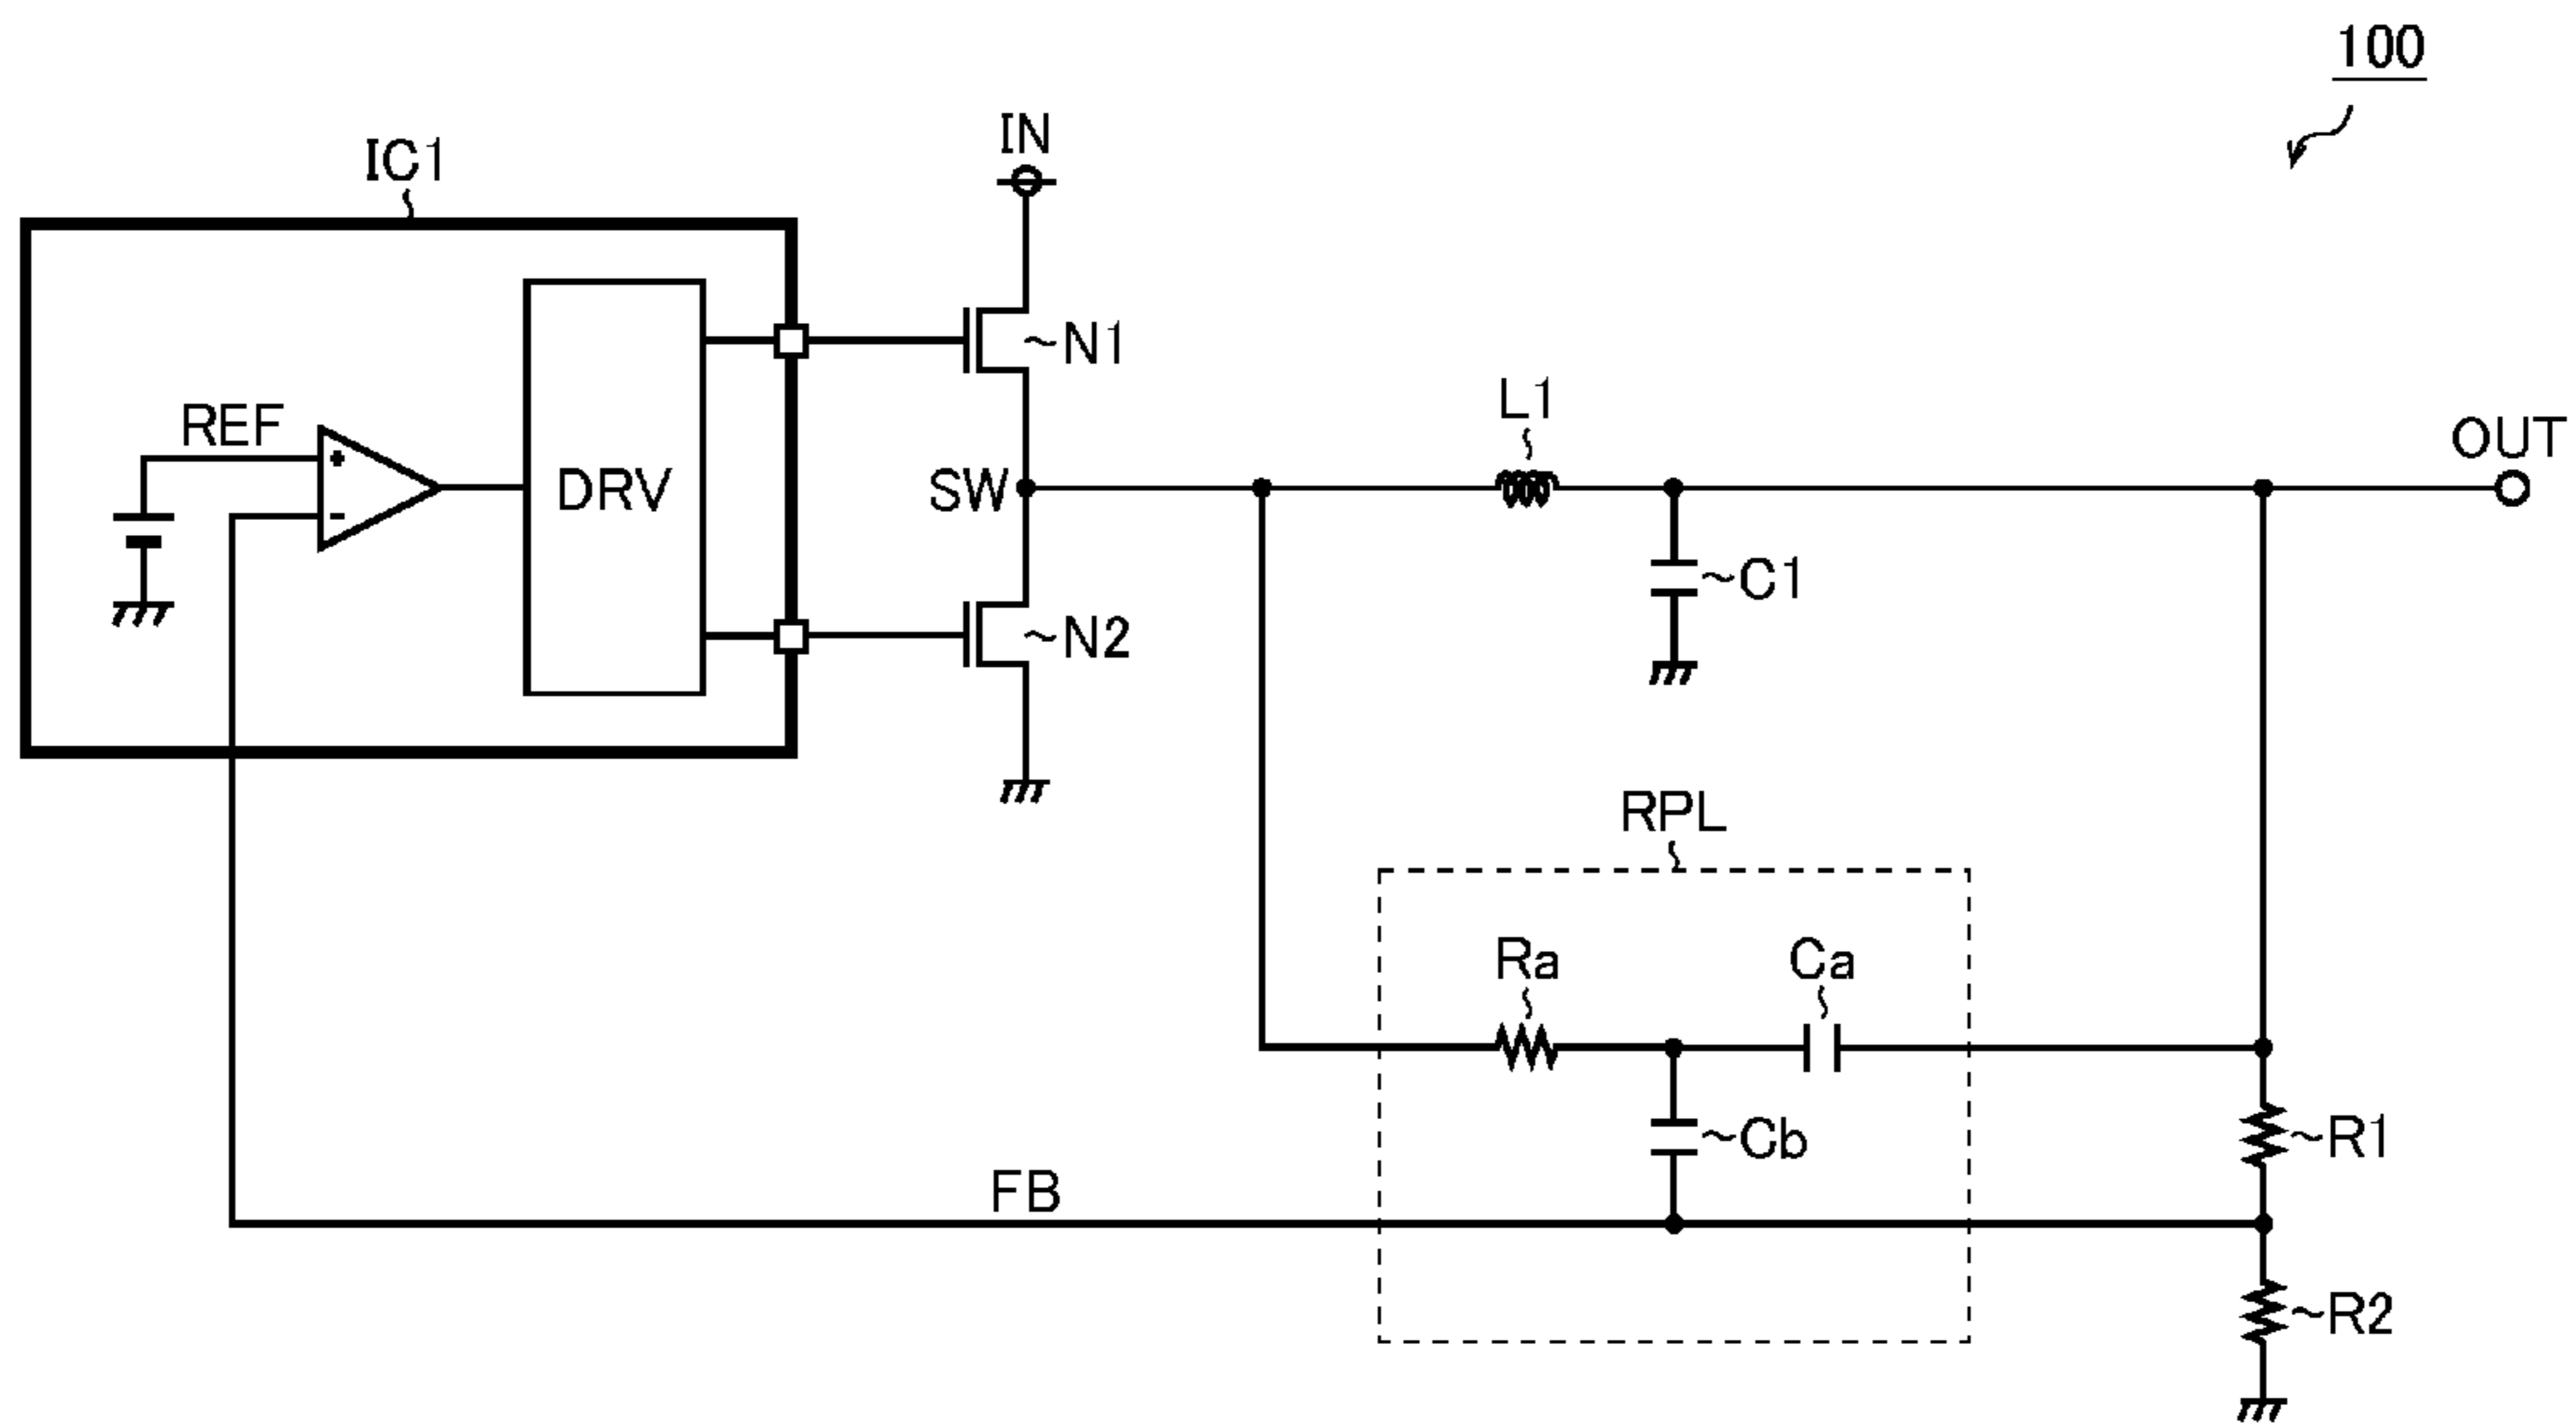 100
IC1
IN
N1
REF
DRV
SW
L1
OUT
C1
N2
RPL
Ra
Ca
Cb
R1
FB
R2